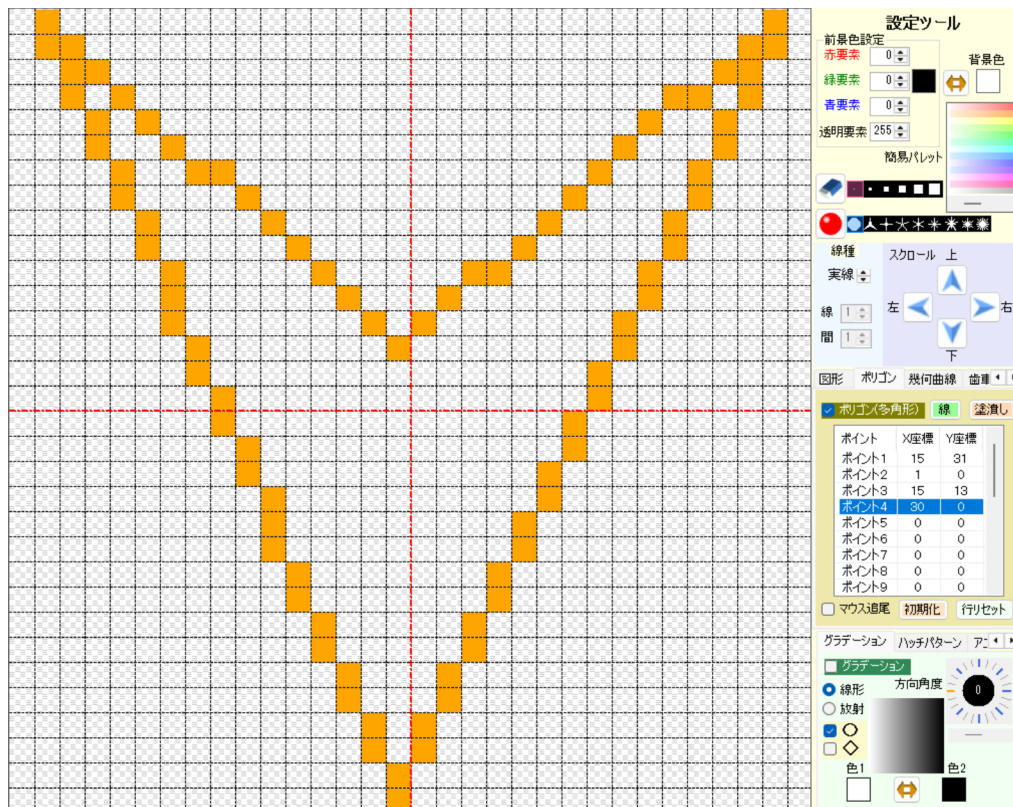 設定ツール
前景色設定
赤要素 0
背景色
緑要素 0
青要素 0
透明要素 255
簡易パレット
線種
スクロール 上
実線
左
右
線 1
間 1
下
図形 ポリゴン 幾何曲線
ポリゴン(多角形) 線 塗潰し
ポイント X座標 Y座標
ポイント1 15 31
ポイント2 1 0
ポイント3 15 13
ポイント4 30 0
ポイント5 0 0
ポイント6 0 0
ポイント7 0 0
ポイント8 0 0
ポイント9 0 0
マウス追尾 初期化 行リセット
グラデーション ハッチパターン
グラデーション
線形 方向角度 0
放射
色1 色2